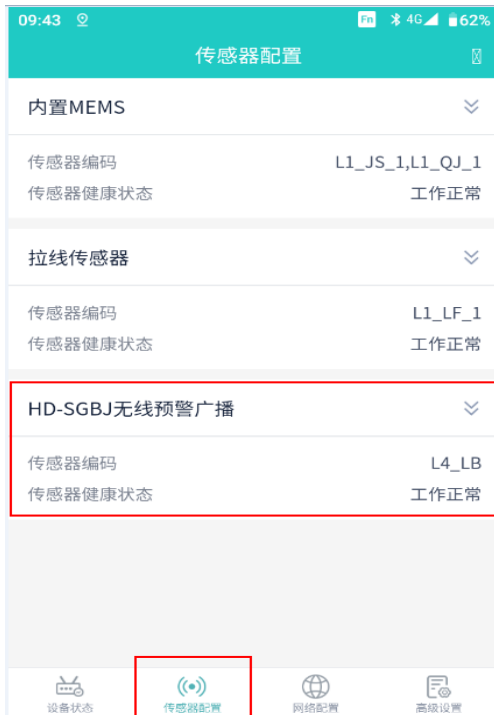 09:43 Fn 4G 62%
传感器配置
内置MEMS
传感器编码 L1_JS_1,L1_QJ_1
传感器健康状态 工作正常
拉线传感器
传感器编码 L1_LF_1
传感器健康状态 工作正常
HD-SGBJ无线预警广播
传感器编码 L4_LB
传感器健康状态 工作正常
设备状态 传感器配置 网络配置 高级设置